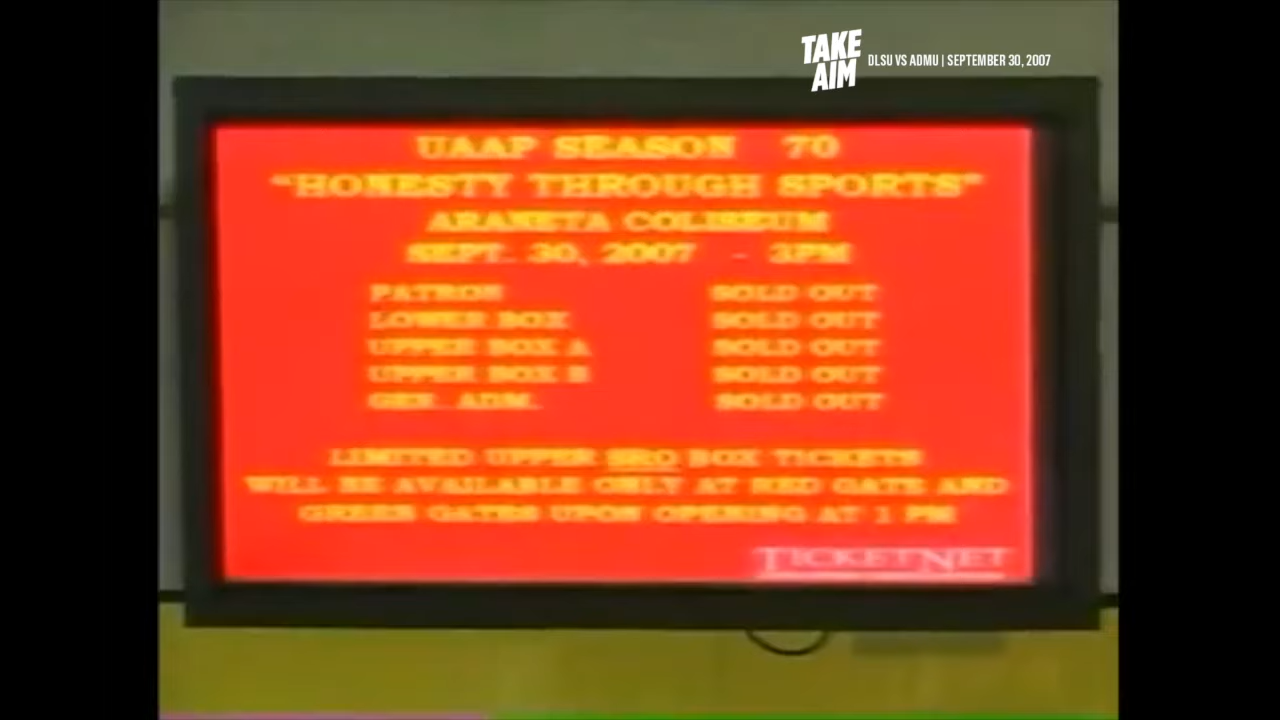 TAKE
AIM
DLSU VS ADMU | SEPTEMBER 30, 2007
UAAP SEASON 70
"HONESTY THROUGH SPORTS"
ARANETA COLISEUM
SEPT. 30, 2007 - 3PM
PATRON SOLD OUT
LOWER BOX SOLD OUT
UPPER BOX A SOLD OUT
UPPER BOX B SOLD OUT
GEN. ADM. SOLD OUT
LIMITED UPPER SRO BOX TICKETS
WILL BE AVAILABLE ONLY AT RED GATE AND
GREEN GATES UPON OPENING AT 1 PM
TICKETNET